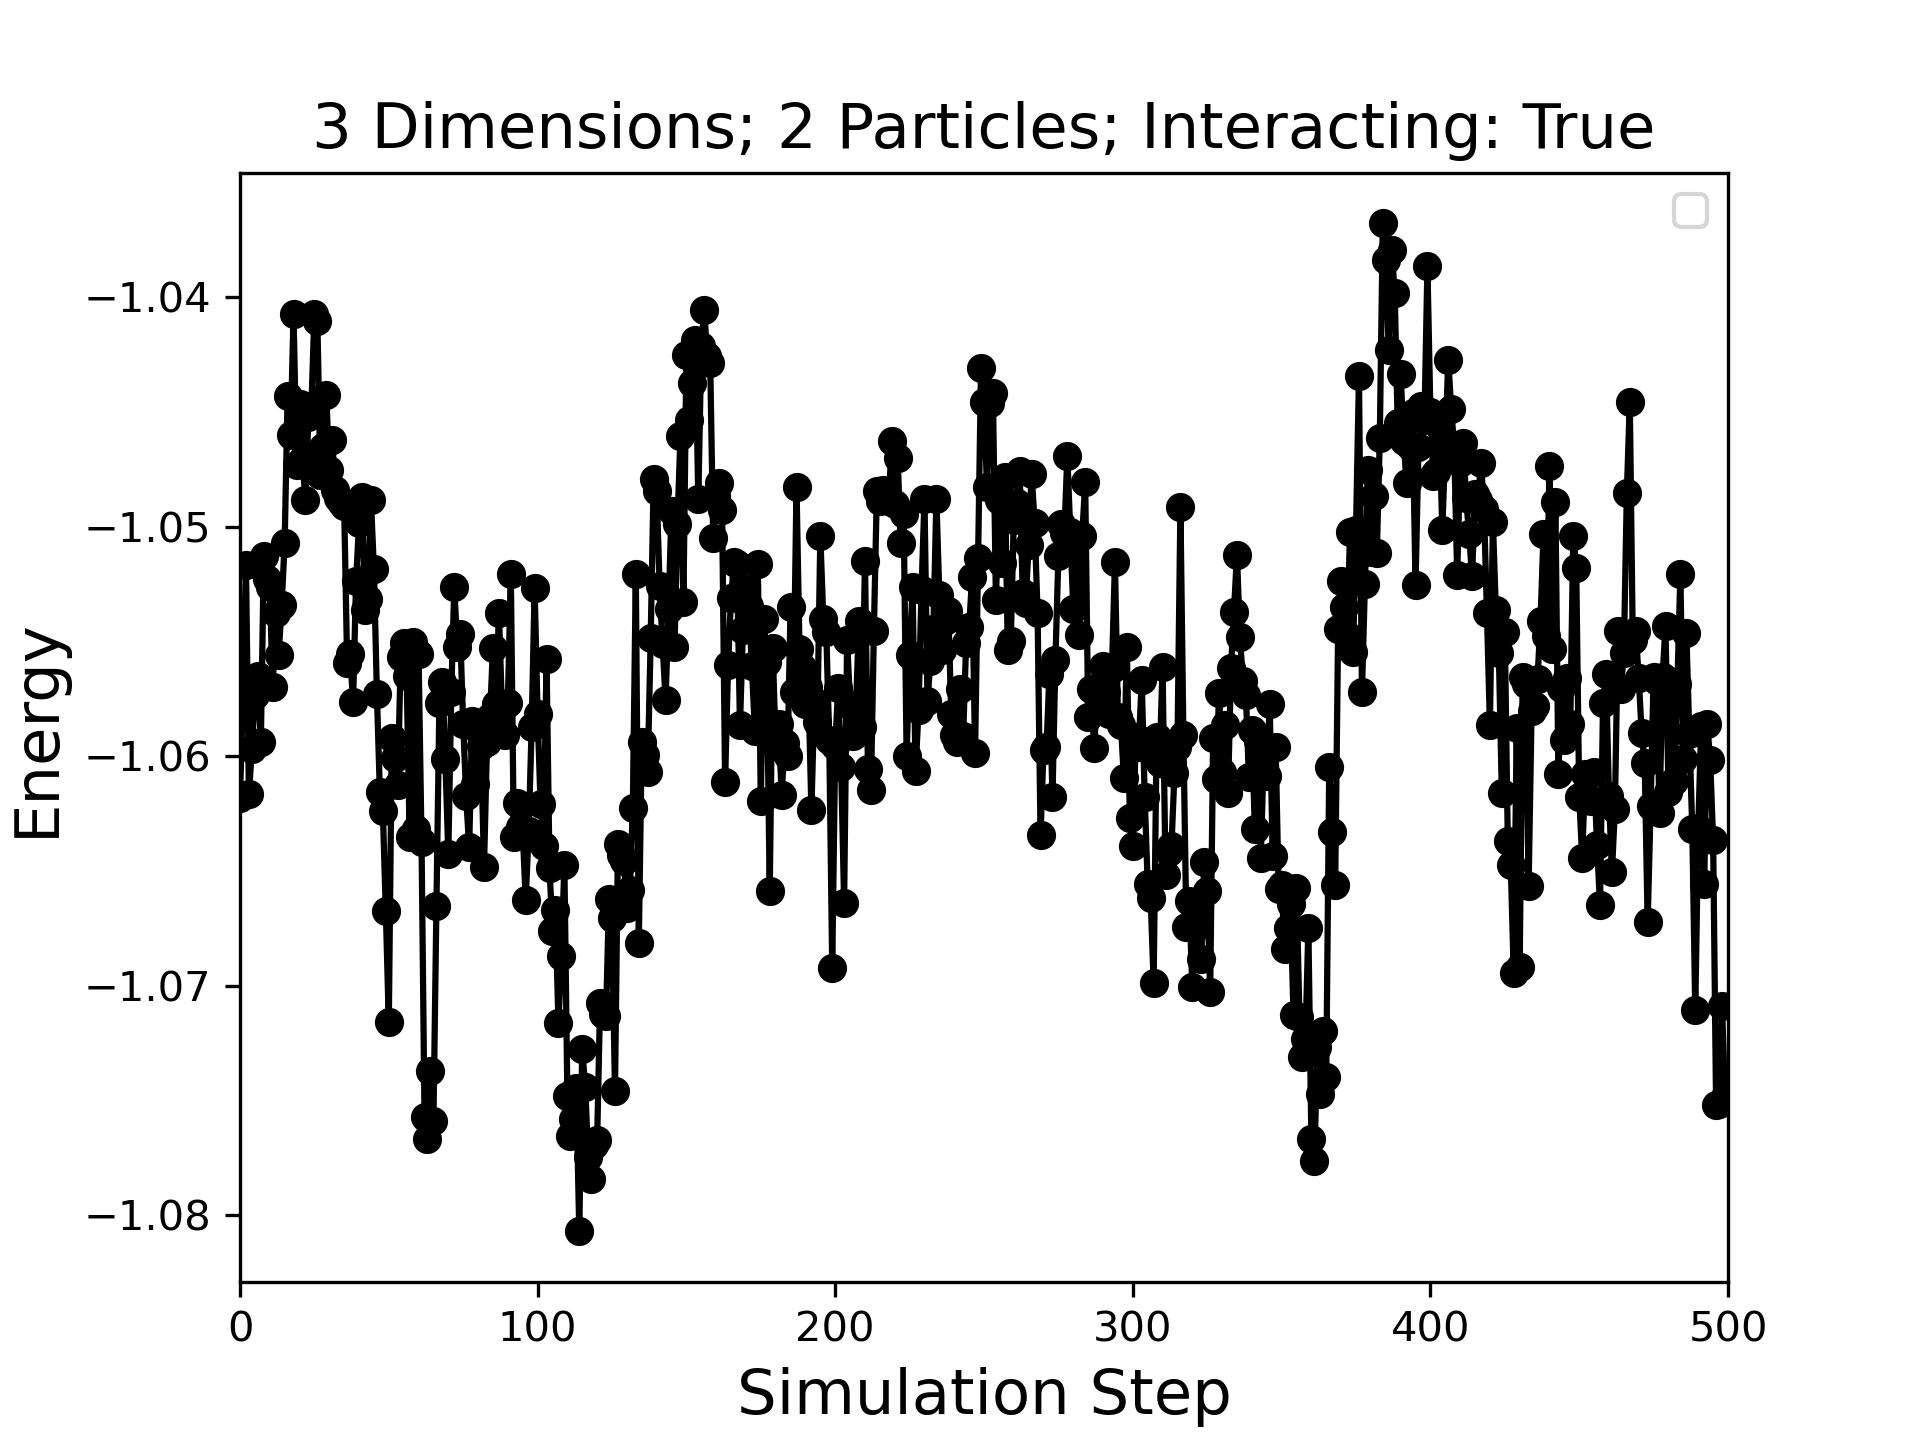 3 Dimensions; 2 Particles; Interacting: True
Energy
−1.04
−1.05
−1.06
−1.07
−1.08
0 100 200 300 400 500
Simulation Step